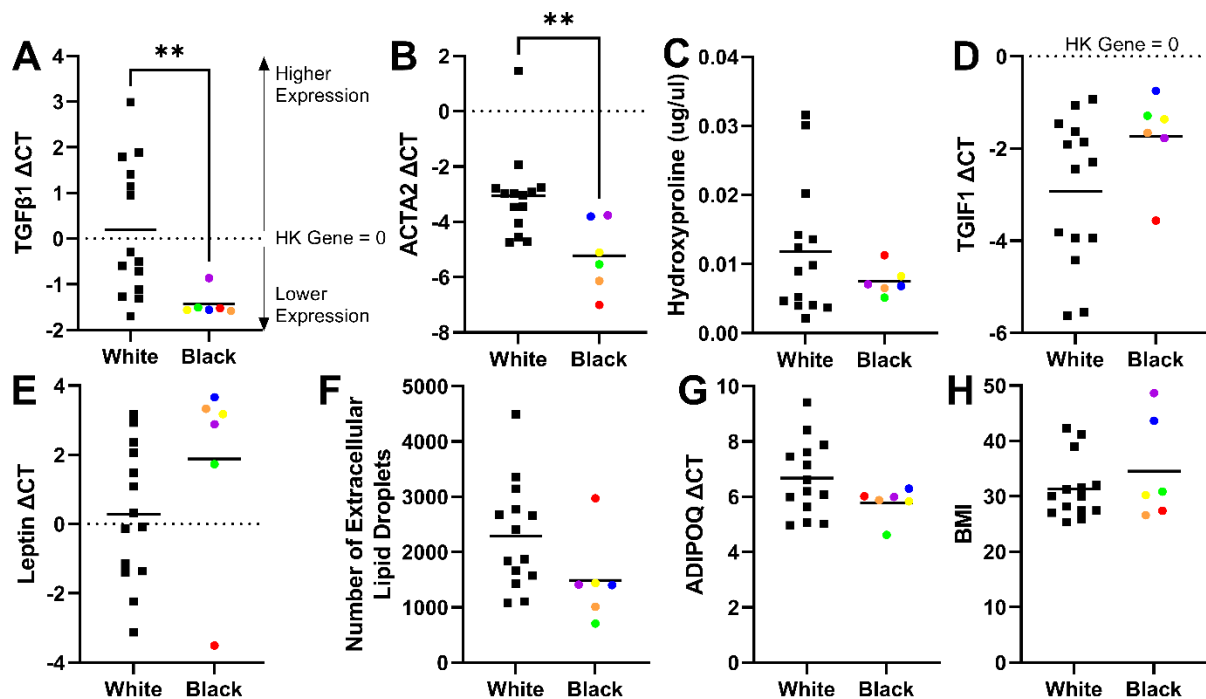 A
**
TGFβ1 ΔCT
4
3
2
1
0
-1
-2
White
Black
Higher
Expression
HK Gene = 0
Lower
Expression
B
**
ACTA2 ΔCT
2
0
-2
-4
-6
-8
White
Black
C
Hydroxyproline (ug/ul)
0.04
0.03
0.02
0.01
0.00
White
Black
D
HK Gene = 0
TGIF1 ΔCT
0
-2
-4
-6
White
Black
E
Leptin ΔCT
4
2
0
-2
-4
White
Black
F
Number of Extracellular
Lipid Droplets
5000
4000
3000
2000
1000
0
White
Black
G
ADIPOQ ΔCT
10
8
6
4
2
0
White
Black
H
BMI
50
40
30
20
10
0
White
Black